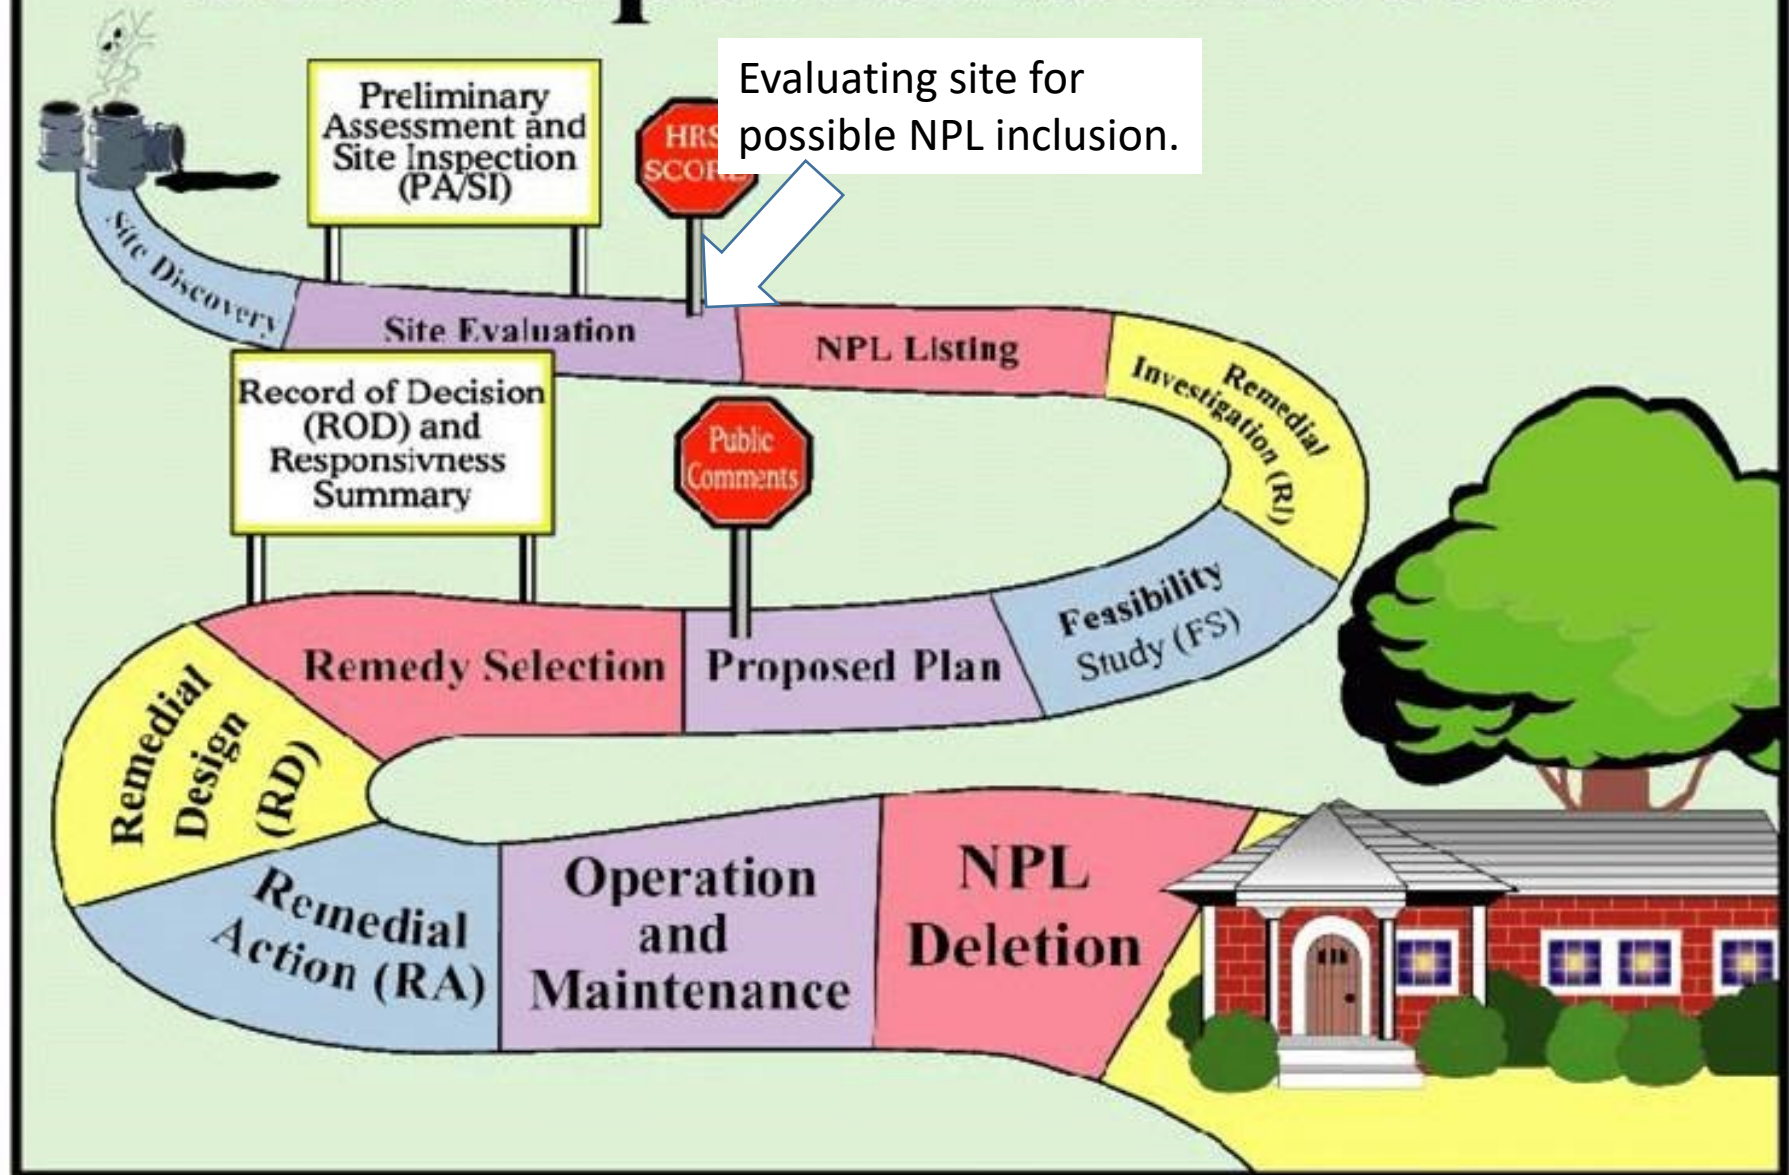 Evaluating site for
possible NPL inclusion.
Preliminary
Assessment and
Site Inspection
(PA/SI)
HRS
SCORE
Site Discovery
Site Evaluation
NPL Listing
Remedial
Investigation (RI)
Record of Decision
(ROD) and
Responsivness
Summary
Public
Comments
Feasibility
Study (FS)
Proposed Plan
Remedy Selection
Remedial
Design
(RD)
Remedial
Action (RA)
Operation
and
Maintenance
NPL
Deletion